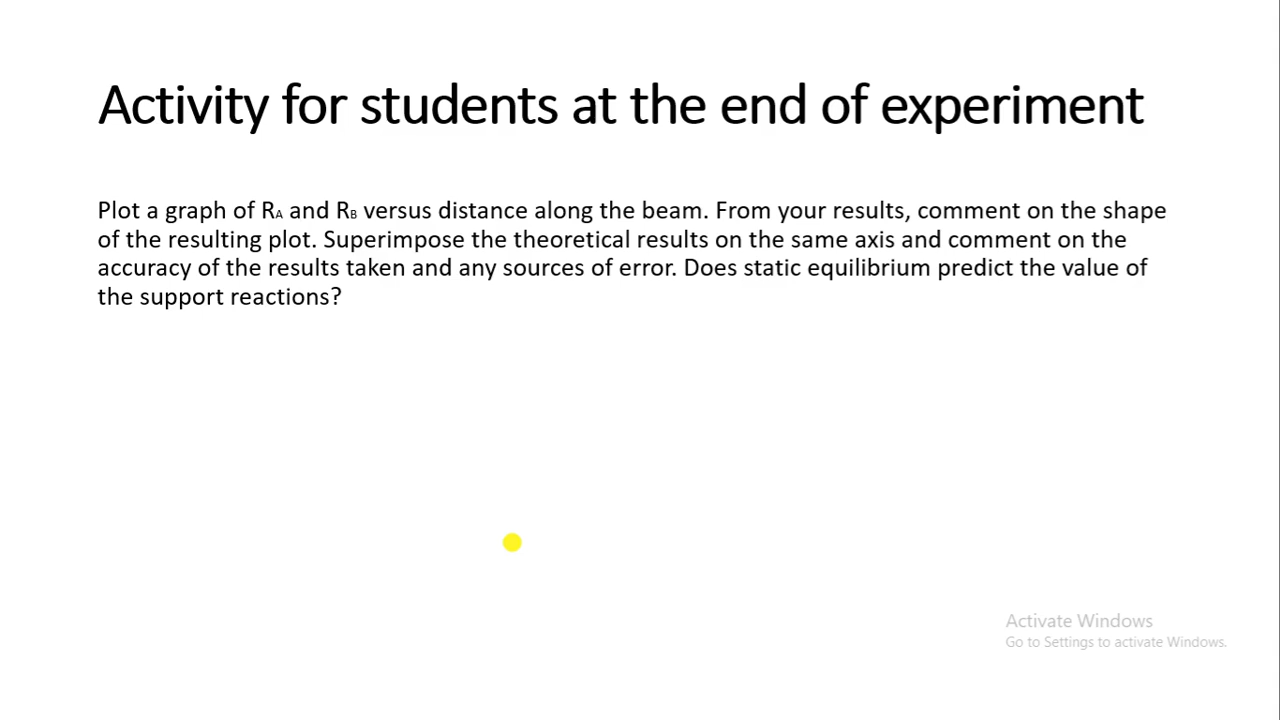 Activity for students at the end of experiment
Plot a graph of RA and RB versus distance along the beam. From your results, comment on the shape
of the resulting plot. Superimpose the theoretical results on the same axis and comment on the
accuracy of the results taken and any sources of error. Does static equilibrium predict the value of
the support reactions?
Activate Windows
Go to Settings to activate Windows.